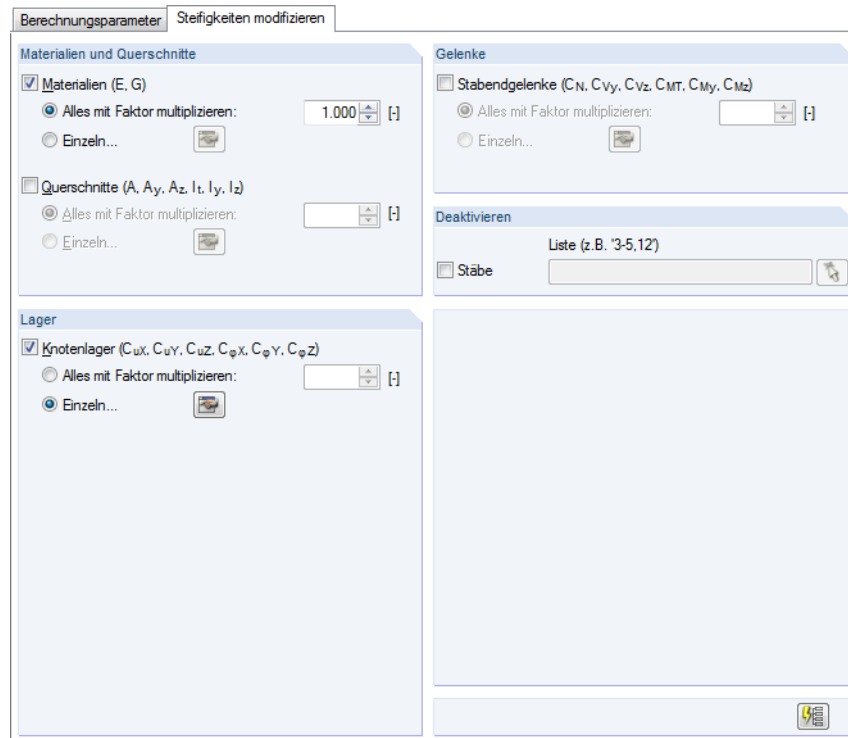 Berechnungsparameter
Steifigkeiten modifizieren
Materialien und Querschnitte
Materialien (E, G)
Alles mit Faktor multiplizieren: 1.000 [-]
Einzeln...
Querschnitte (A, Ay, Az, It, Iy, Iz)
Alles mit Faktor multiplizieren: [-]
Einzeln...
Lager
Knotenlager (CuX, CuY, CuZ, CφX, CφY, CφZ)
Alles mit Faktor multiplizieren: [-]
Einzeln...
Gelenke
Stabendgelenke (CN, CVy, CVz, CMT, CMy, CMz)
Alles mit Faktor multiplizieren: [-]
Einzeln...
Deaktivieren
Liste (z.B. '3-5,12')
Stäbe